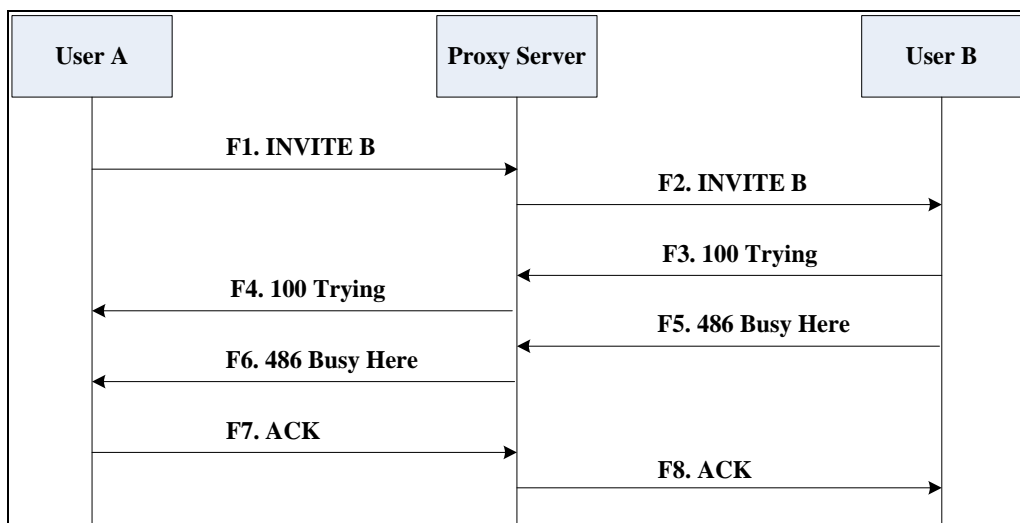 User A
Proxy Server
User B
F1. INVITE B
F2. INVITE B
F3. 100 Trying
F4. 100 Trying
F5. 486 Busy Here
F6. 486 Busy Here
F7. ACK
F8. ACK